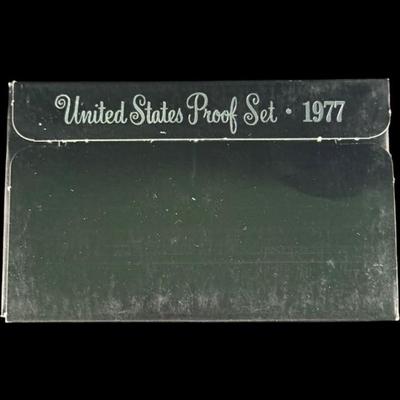 United States Proof Set · 1977